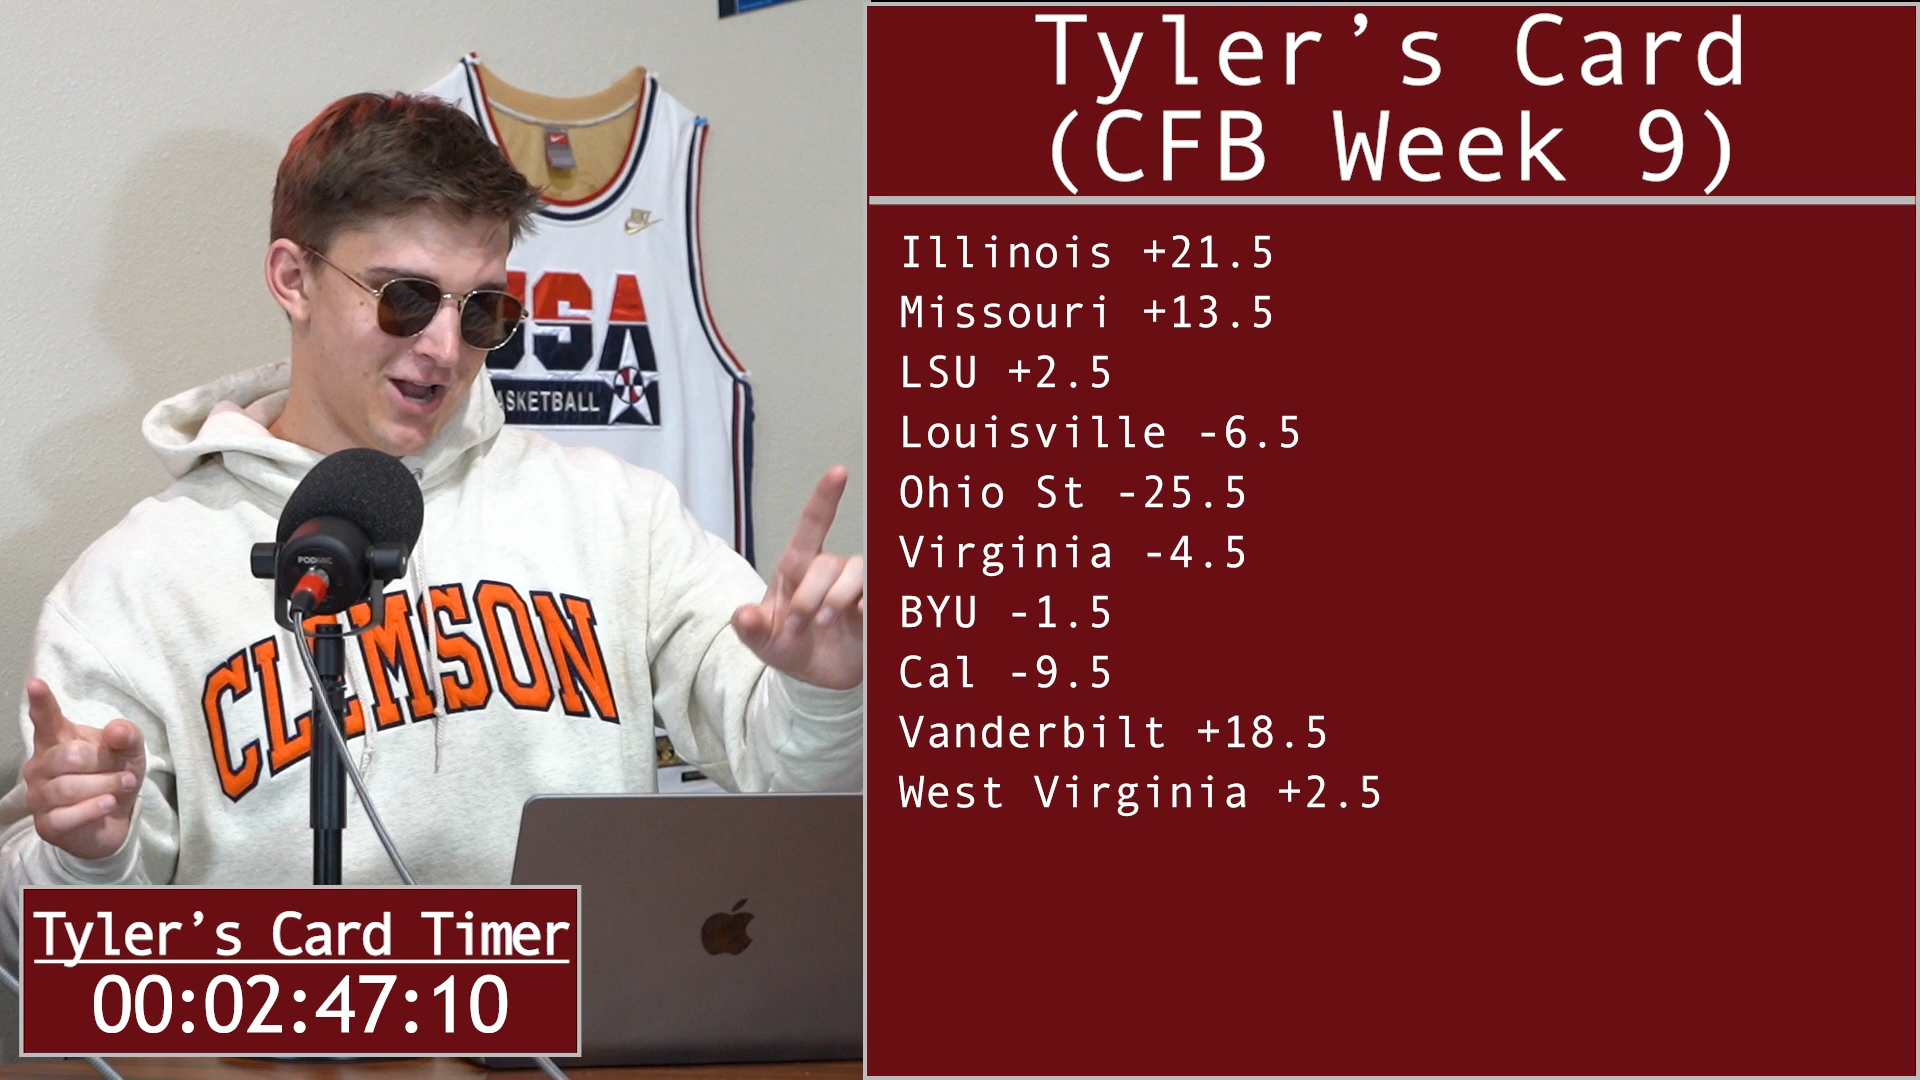 Tyler's Card
(CFB Week 9)
Illinois +21.5
Missouri +13.5
LSU +2.5
Louisville -6.5
Ohio St -25.5
Virginia -4.5
BYU -1.5
Cal -9.5
Vanderbilt +18.5
West Virginia +2.5
USA
ASKETBALL
PODMIC
CLEMSON
Tyler's Card Timer
00:02:47:10